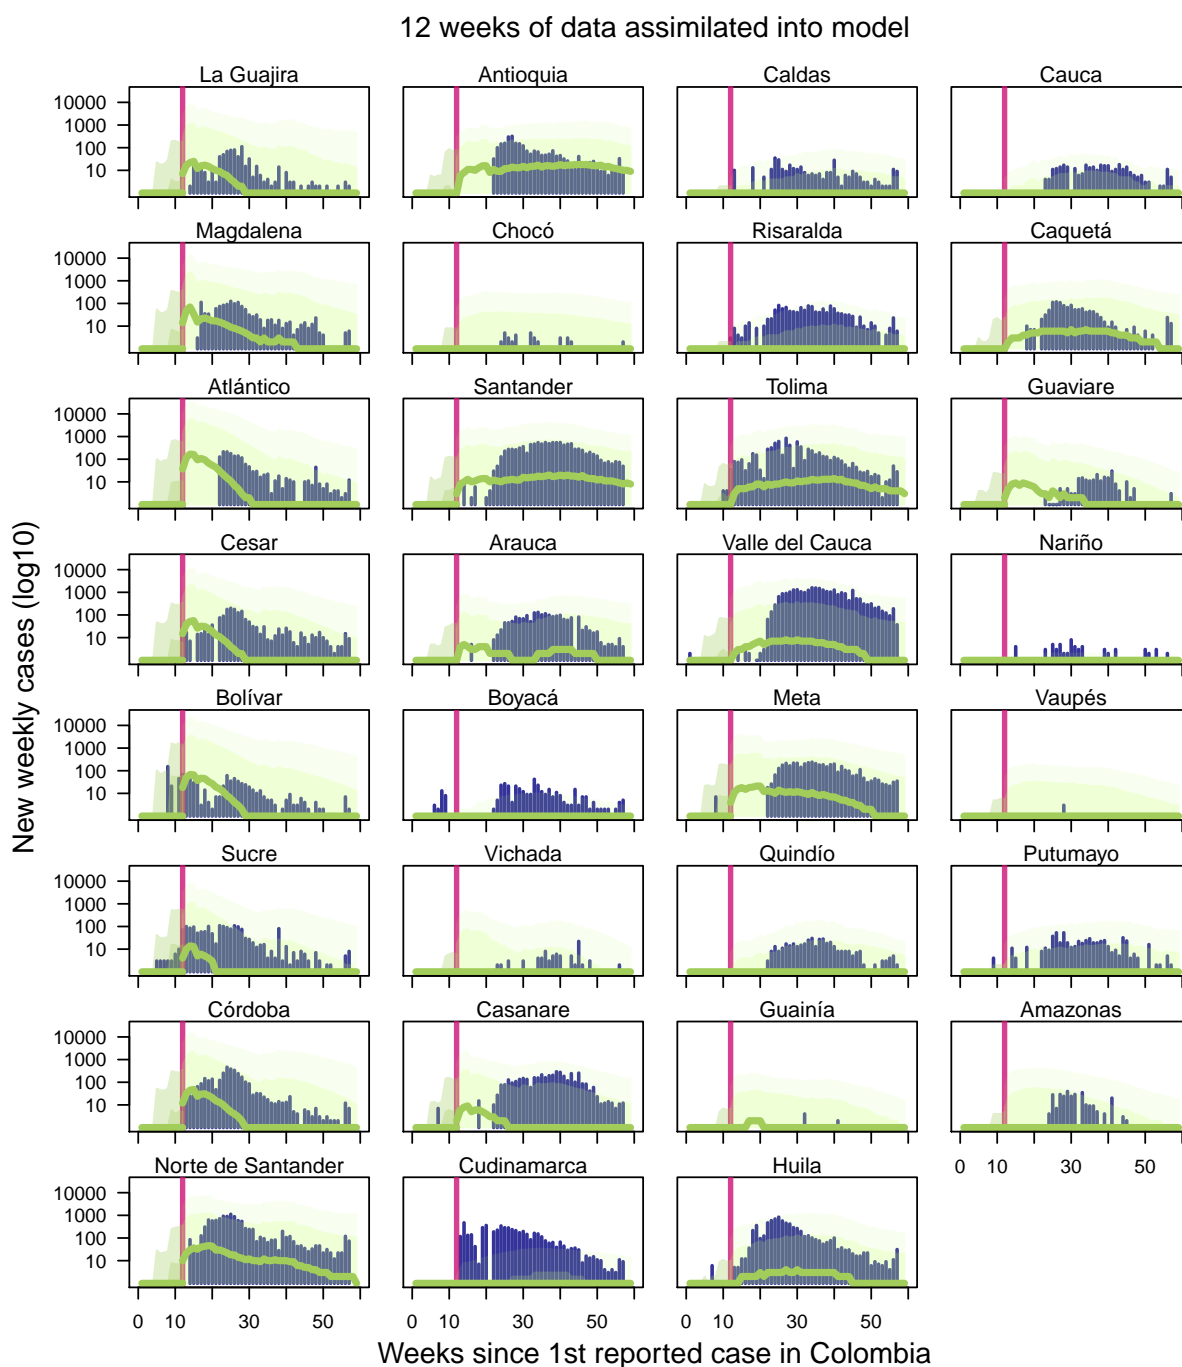 12 weeks of data assimilated into model
La Guajira Antioquia Caldas Cauca
10000
1000
100
10
Magdalena Chocó Risaralda Caquetá
10000
1000
100
10
Atlántico Santander Tolima Guaviare
10000
1000
100
10
Cesar Arauca Valle del Cauca Nariño
10000
1000
100
10
Bolívar Boyacá Meta Vaupés
10000
1000
100
10
Sucre Vichada Quindío Putumayo
10000
1000
100
10
Córdoba Casanare Guainía Amazonas
10000
1000
100
10
0 10 30 50
Norte de Santander Cudinamarca Huila
10000
1000
100
10
0 10 30 50 0 10 30 50 0 10 30 50
New weekly cases (log10)
Weeks since 1st reported case in Colombia